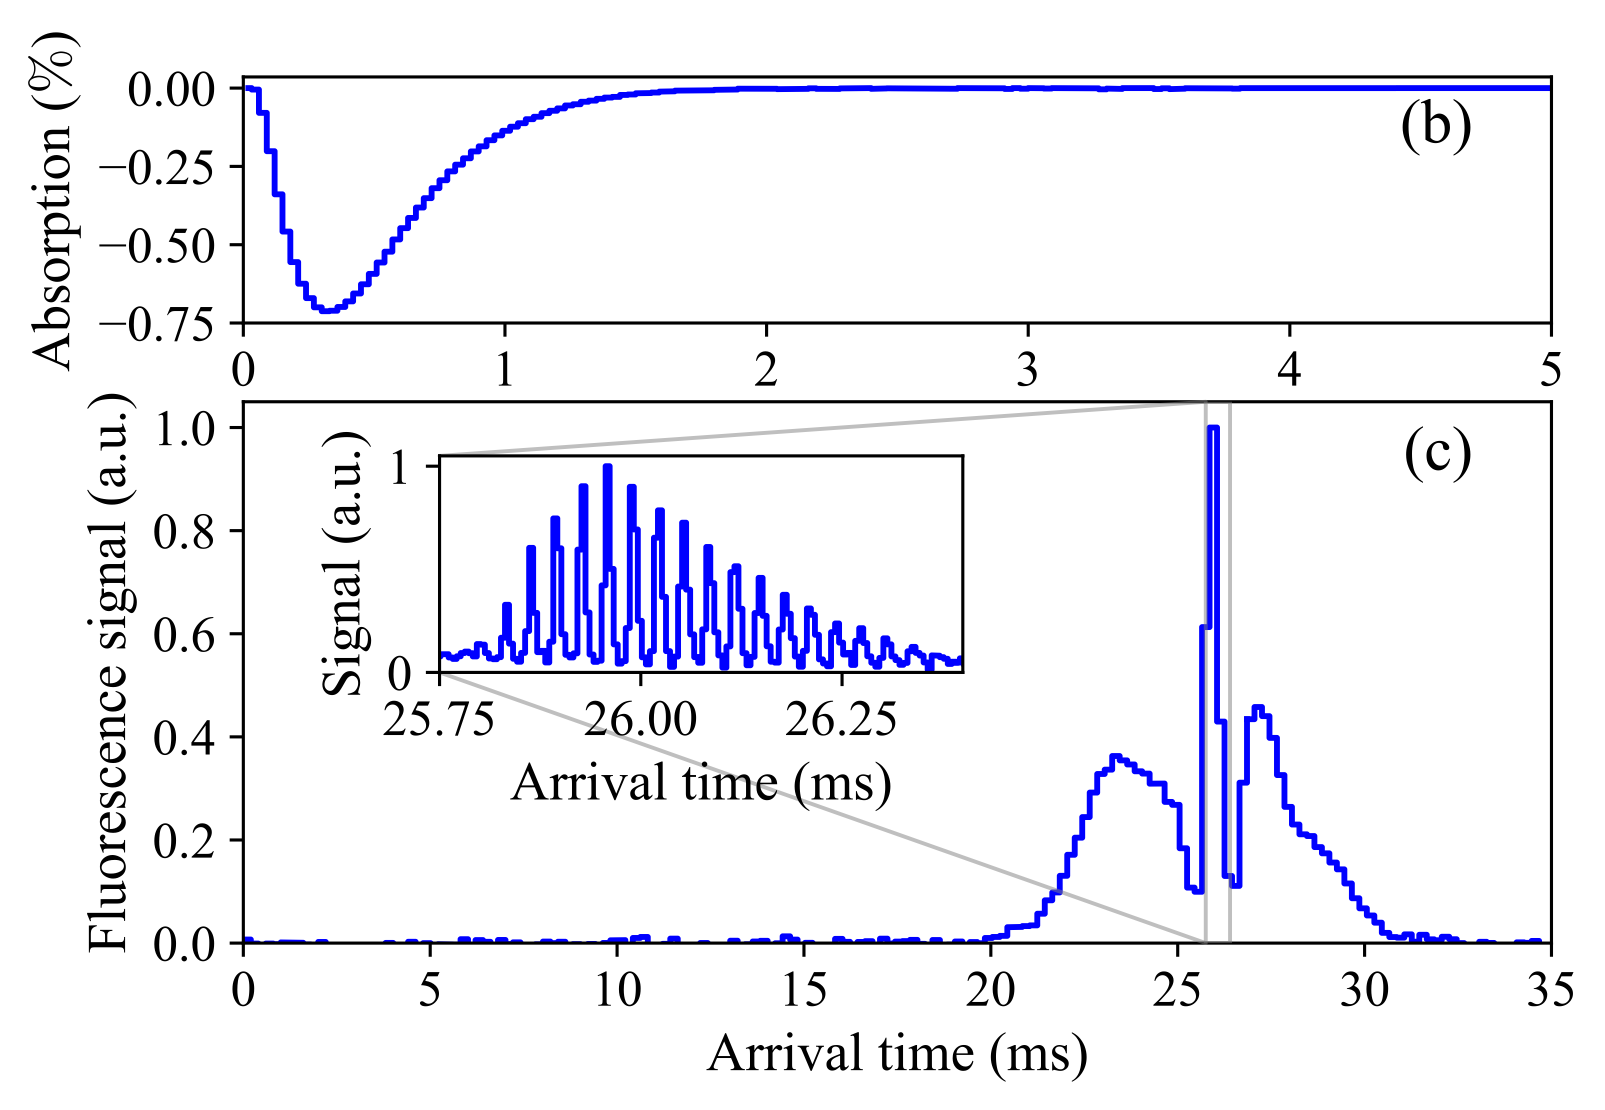 Absorption (%)
0.00
−0.25
−0.50
−0.75
(b)
0 1 2 3 4 5
Fluorescence signal (a.u.)
1.0
0.8
0.6
0.4
0.2
0.0
(c)
Signal (a.u.)
1
0
25.75 26.00 26.25
Arrival time (ms)
0 5 10 15 20 25 30 35
Arrival time (ms)